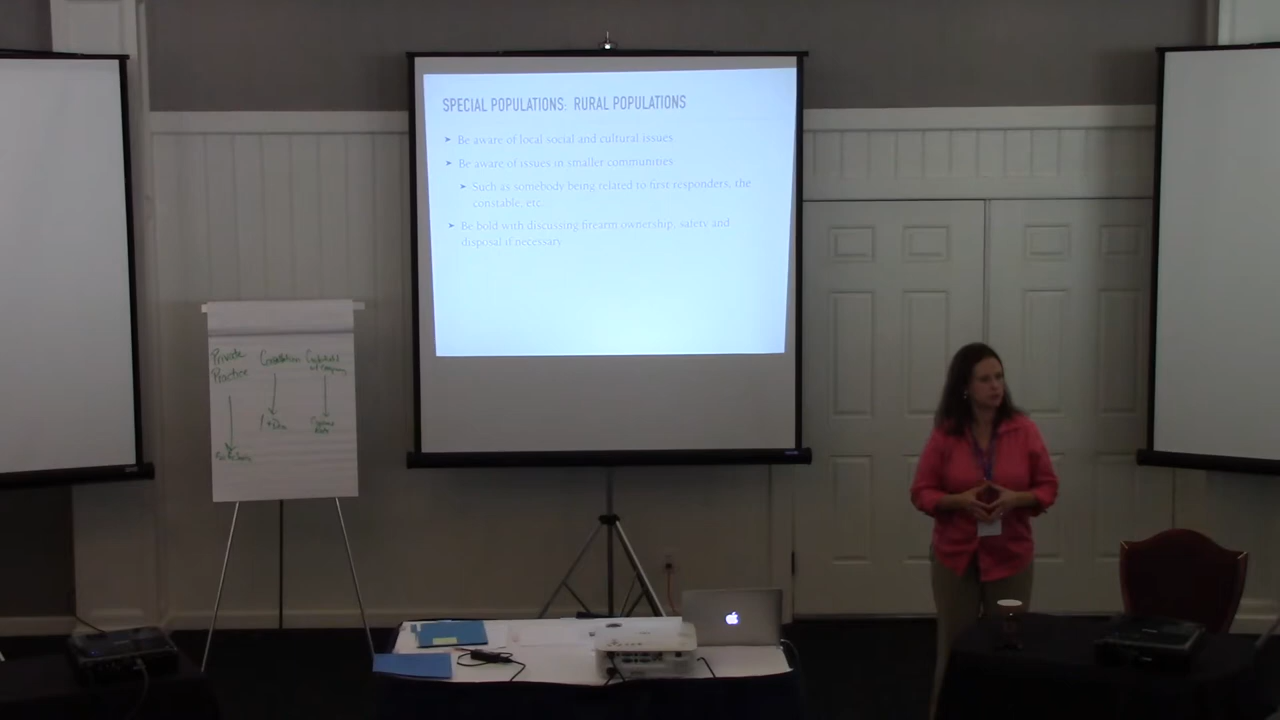 SPECIAL POPULATIONS: RURAL POPULATIONS
➤ Be aware of local social and cultural issues
➤ Be aware of issues in smaller communities
➤ Such as somebody being related to first responders, the
constable, etc.
➤ Be bold with discussing firearm ownership, safety and
disposal if necessary
Private
Practice